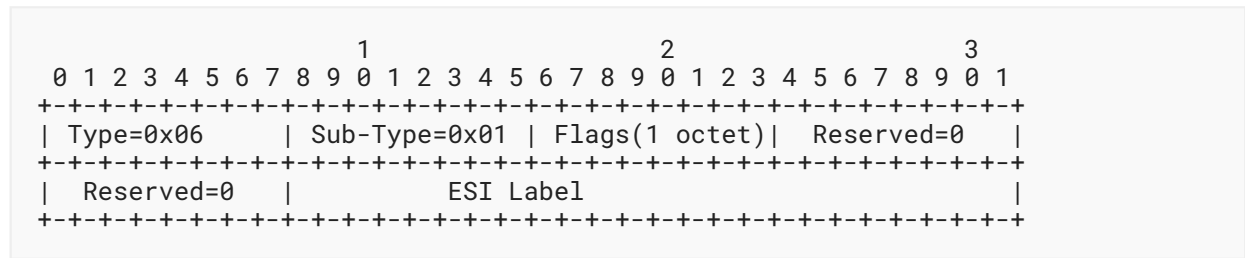 1                   2                   3
 0 1 2 3 4 5 6 7 8 9 0 1 2 3 4 5 6 7 8 9 0 1 2 3 4 5 6 7 8 9 0 1
+-+-+-+-+-+-+-+-+-+-+-+-+-+-+-+-+-+-+-+-+-+-+-+-+-+-+-+-+-+-+-+-+
| Type=0x06     | Sub-Type=0x01 | Flags(1 octet)|  Reserved=0   |
+-+-+-+-+-+-+-+-+-+-+-+-+-+-+-+-+-+-+-+-+-+-+-+-+-+-+-+-+-+-+-+-+
|  Reserved=0   |          ESI Label                            |
+-+-+-+-+-+-+-+-+-+-+-+-+-+-+-+-+-+-+-+-+-+-+-+-+-+-+-+-+-+-+-+-+